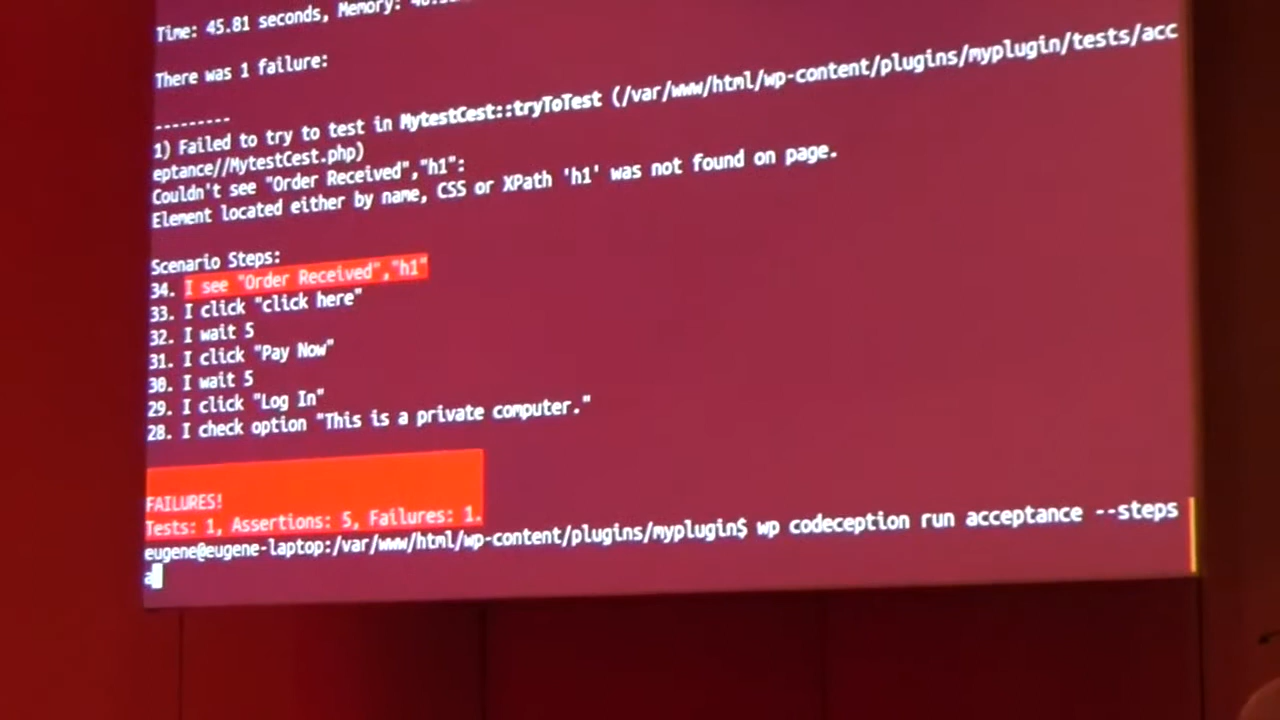 Time: 45.81 seconds, Memory:
There was 1 failure:
---------
1) Failed to try to test in MytestCest::tryToTest (/var/www/html/wp-content/plugins/myplugin/tests/acc
eptance//MytestCest.php)
Couldn't see "Order Received","h1":
Element located either by name, CSS or XPath 'h1' was not found on page.
Scenario Steps:
34. I see "Order Received","h1"
33. I click "click here"
32. I wait 5
31. I click "Pay Now"
30. I wait 5
29. I click "Log In"
28. I check option "This is a private computer."
FAILURES!
Tests: 1, Assertions: 5, Failures: 1.
eugene@eugene-laptop:/var/www/html/wp-content/plugins/myplugin$ wp codeception run acceptance --steps
a